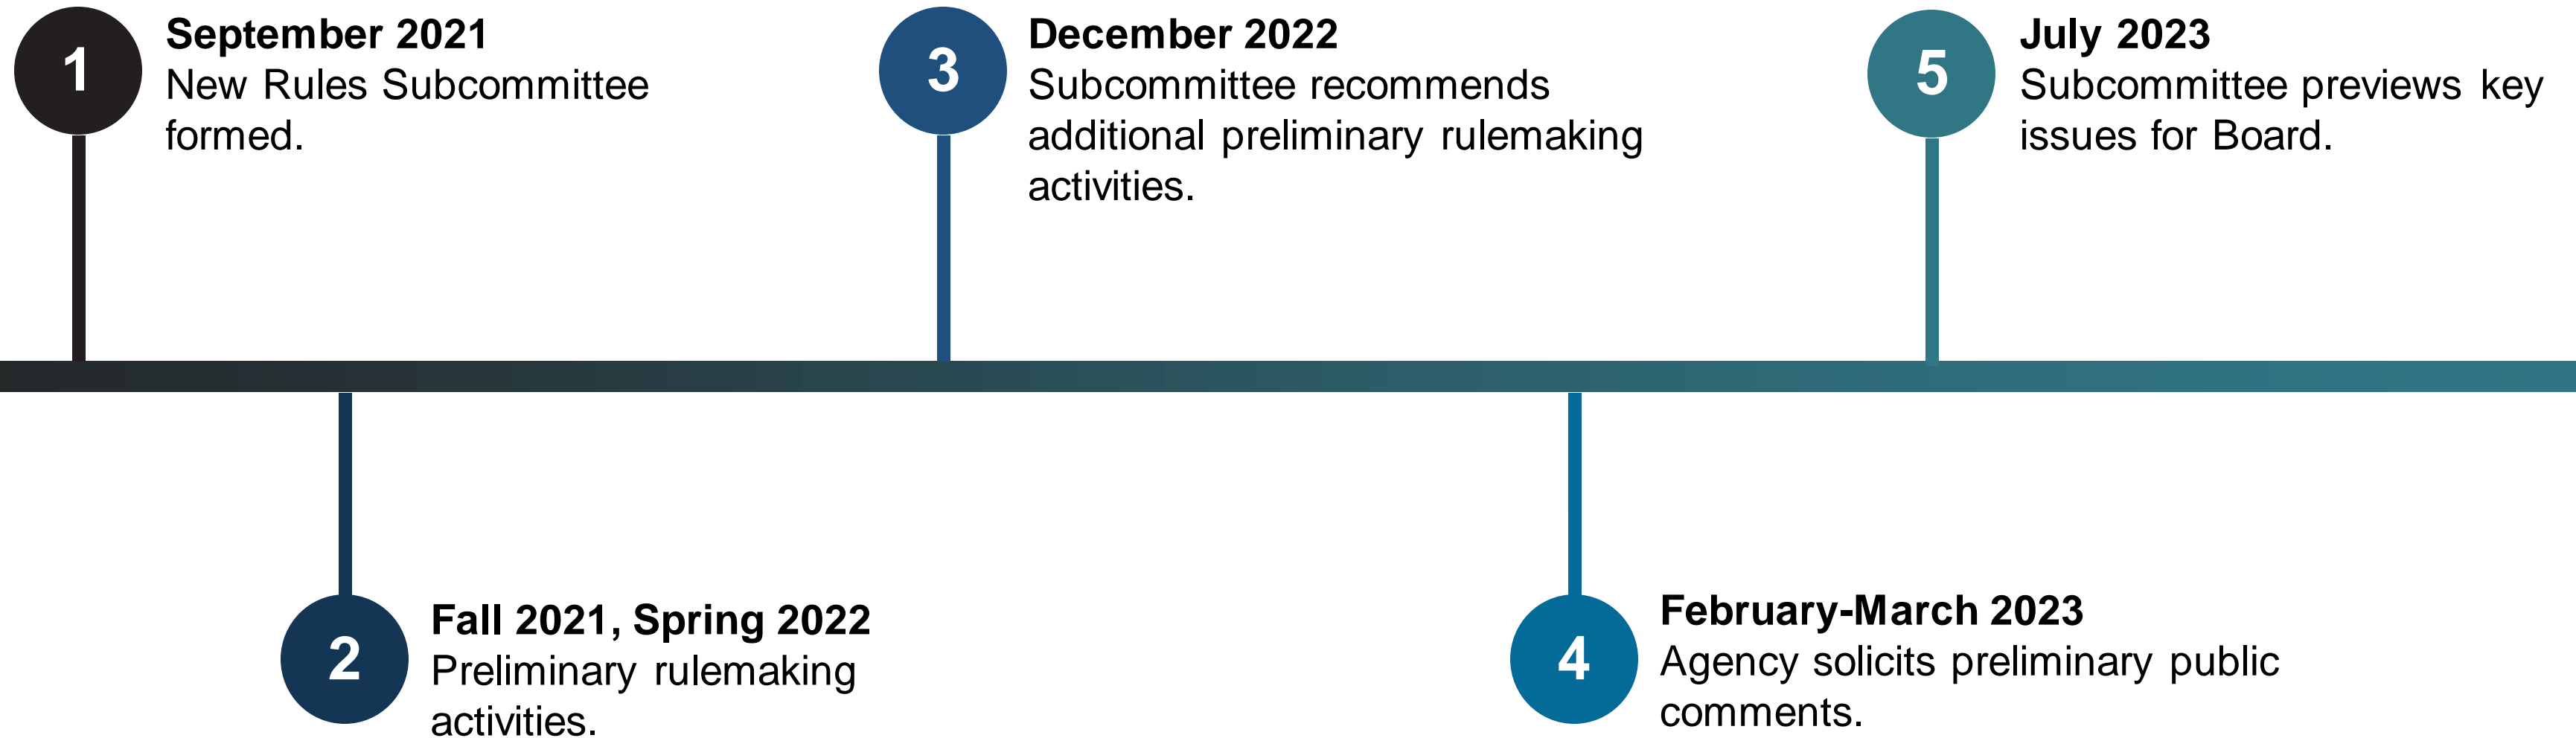 1
September 2021
New Rules Subcommittee
formed.
2
Fall 2021, Spring 2022
Preliminary rulemaking
activities.
3
December 2022
Subcommittee recommends
additional preliminary rulemaking
activities.
4
February-March 2023
Agency solicits preliminary public
comments.
5
July 2023
Subcommittee previews key
issues for Board.